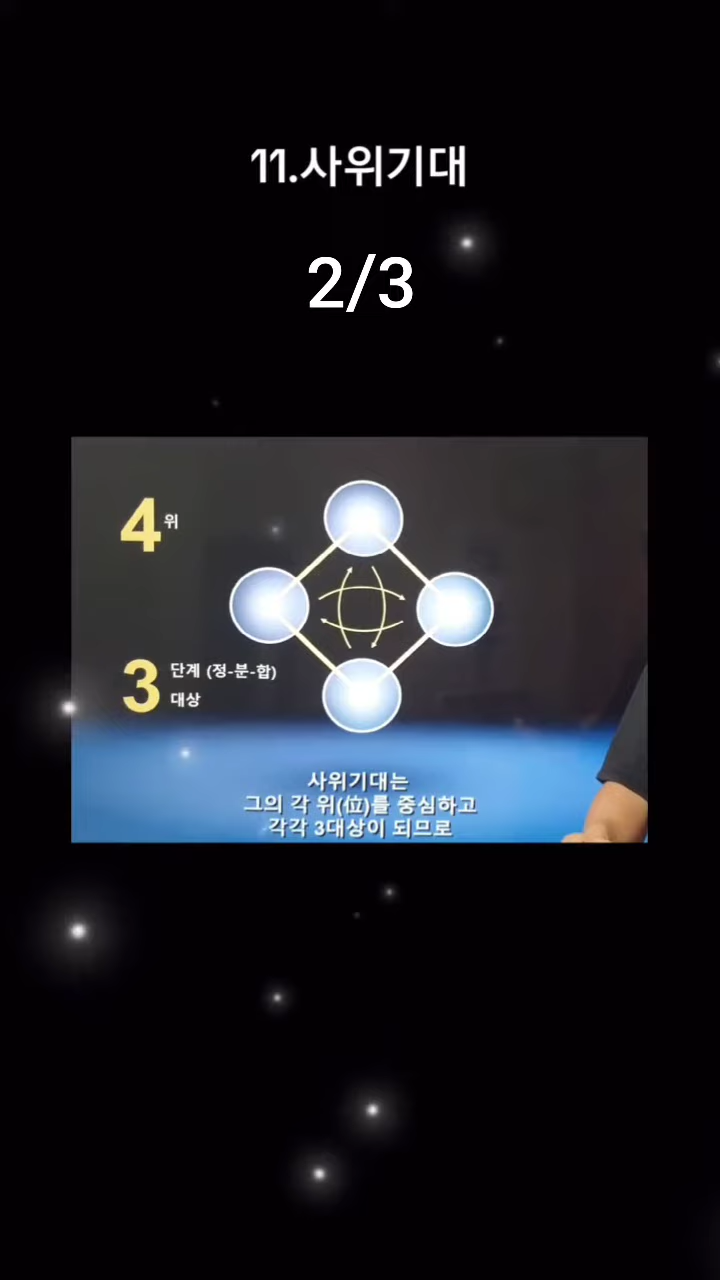 11.사위기대
2/3
4위
3 단계 (정-분-합)
대상
사위기대는
그의 각 위(位)를 중심하고
각각 3대상이 되므로